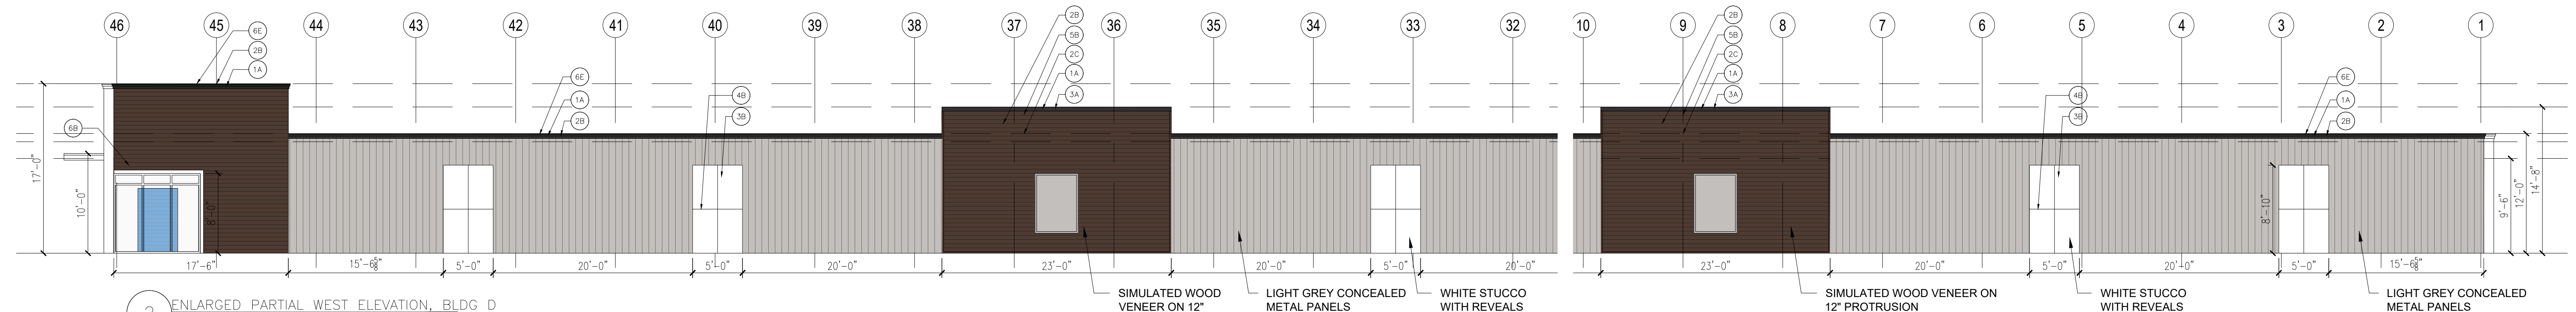 46 45 44 43 42 41 40 39 38 37 36 35 34 33 32 10 9 8 7 6 5 4 3 2 1
6E
2B
1A
6B
6E
1A
2B
4B
3B
2B
5B
2C
1A
3A
2B
5B
2C
1A
3A
4B
3B
6E
1A
2B
17'-0"
10'-0"
8'-0"
8'-10"
9'-6"
12'-0"
14'-8"
17'-6" 15'-6⅝" 5'-0" 20'-0" 5'-0" 20'-0" 23'-0" 20'-0" 5'-0" 20'-0" 23'-0" 20'-0" 5'-0" 20'-0" 5'-0" 15'-6⅝"
SIMULATED WOOD
VENEER ON 12"
LIGHT GREY CONCEALED
METAL PANELS
WHITE STUCCO
WITH REVEALS
SIMULATED WOOD VENEER ON
12" PROTRUSION
WHITE STUCCO
WITH REVEALS
LIGHT GREY CONCEALED
METAL PANELS
ENLARGED PARTIAL WEST ELEVATION, BLDG D